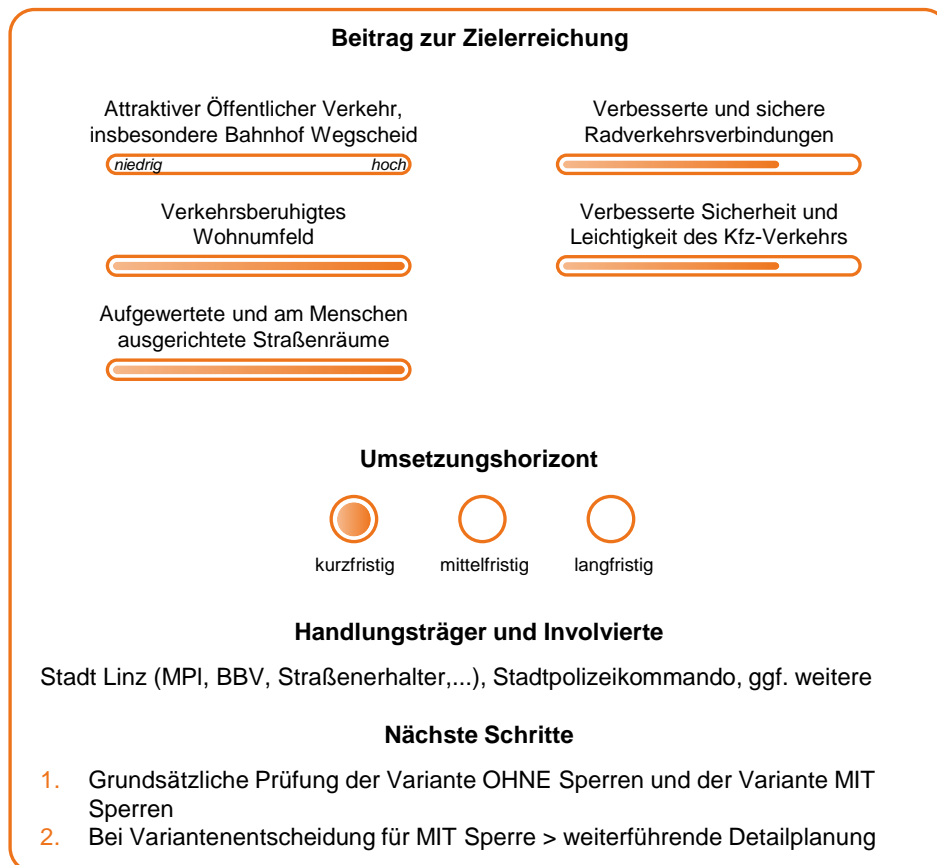 Beitrag zur Zielerreichung
Attraktiver Öffentlicher Verkehr,
insbesondere Bahnhof Wegscheid
niedrig hoch
Verbesserte und sichere
Radverkehrsverbindungen
Verkehrsberuhigtes
Wohnumfeld
Verbesserte Sicherheit und
Leichtigkeit des Kfz-Verkehrs
Aufgewertete und am Menschen
ausgerichtete Straßenräume
Umsetzungshorizont
kurzfristig mittelfristig langfristig
Handlungsträger und Involvierte
Stadt Linz (MPI, BBV, Straßenerhalter,...), Stadtpolizeikommando, ggf. weitere
Nächste Schritte
1. Grundsätzliche Prüfung der Variante OHNE Sperren und der Variante MIT
Sperren
2. Bei Variantenentscheidung für MIT Sperre > weiterführende Detailplanung